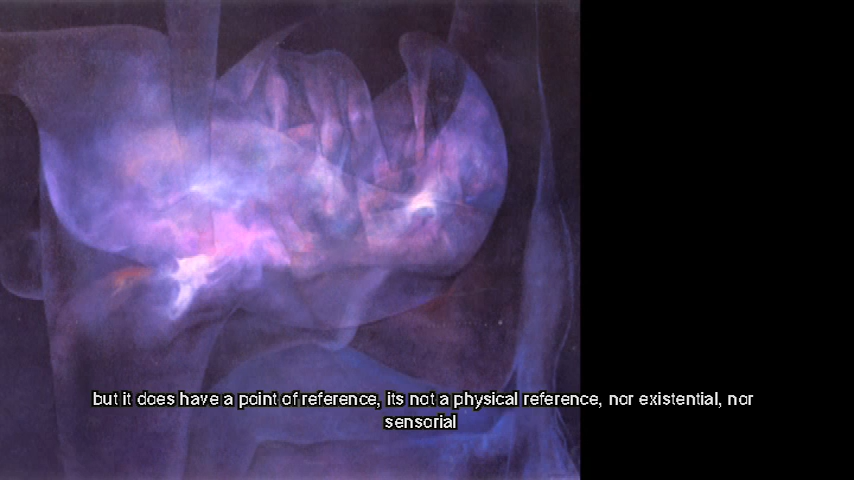 but it does have a point of reference, its not a physical reference, nor existential, nor
sensorial